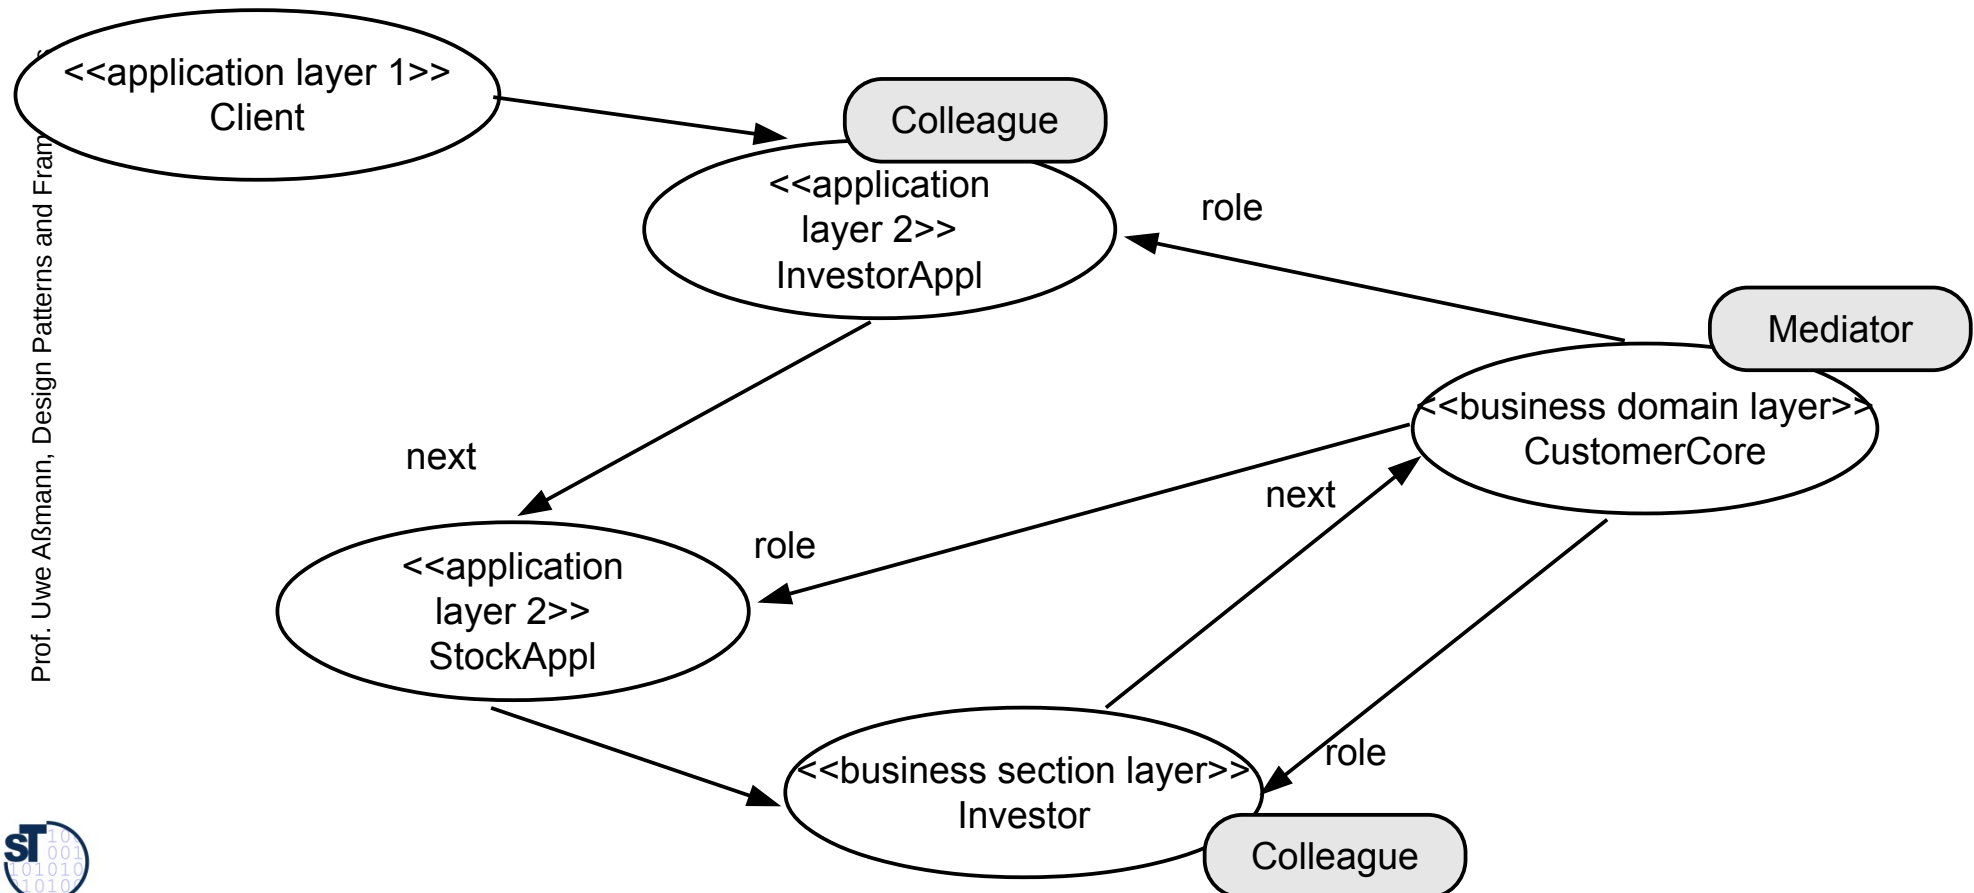 <<application layer 1>>
Client
Colleague
<<application
layer 2>>
InvestorAppl
role
Mediator
<<business domain layer>>
CustomerCore
next
next
role
<<application
layer 2>>
StockAppl
role
<<business section layer>>
Investor
Colleague
Prof. Uwe Aßmann, Design Patterns and Fram
ST